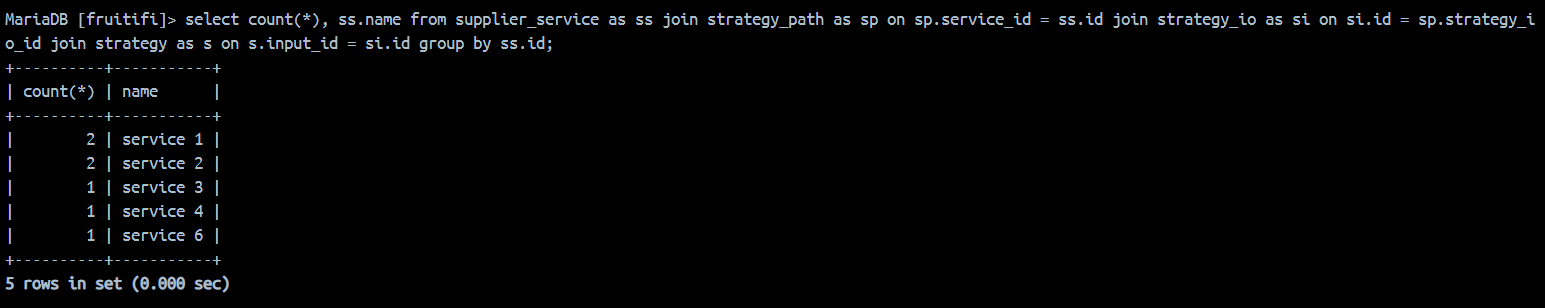 MariaDB [fruitifi]> select count(*), ss.name from supplier_service as ss join strategy_path as sp on sp.service_id = ss.id join strategy_io as si on si.id = sp.strategy_i
o_id join strategy as s on s.input_id = si.id group by ss.id;
+----------+-----------+
| count(*) | name      |
+----------+-----------+
|        2 | service 1 |
|        2 | service 2 |
|        1 | service 3 |
|        1 | service 4 |
|        1 | service 6 |
+----------+-----------+
5 rows in set (0.000 sec)